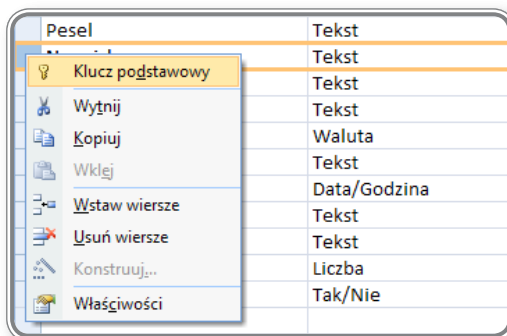 Pesel Tekst
Klucz podstawowy Tekst
Wytnij Tekst
Kopiuj Waluta
Wklej Tekst
Data/Godzina
Wstaw wiersze Tekst
Usuń wiersze Tekst
Konstruuj... Liczba
Właściwości Tak/Nie